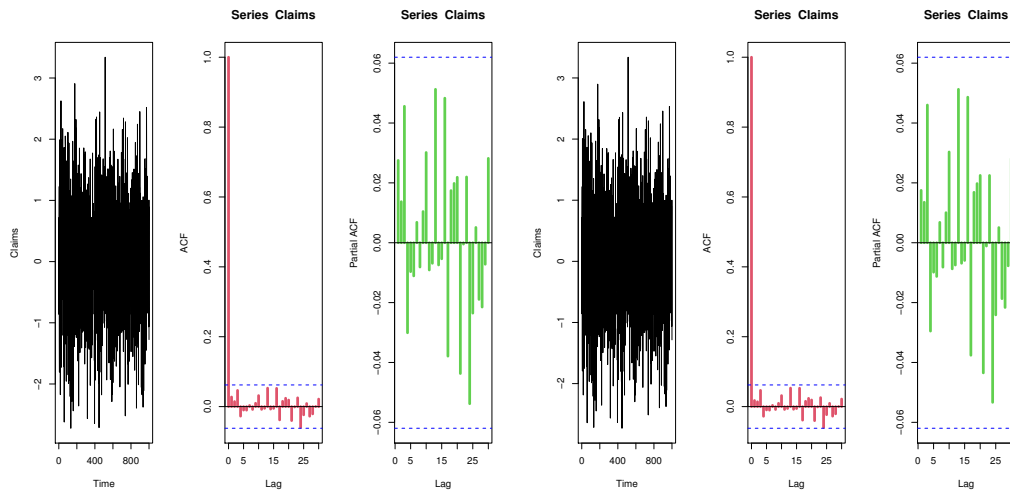 Series Claims
Series Claims
Series Claims
Series Claims
Claims
3
2
1
0
−1
−2
0 400 800
Time
ACF
1.0
0.8
0.6
0.4
0.2
0.0
0 5 15 25
Lag
Partial ACF
0.06
0.04
0.02
0.00
−0.02
−0.04
−0.06
0 5 15 25
Lag
Claims
3
2
1
0
−1
−2
0 400 800
Time
ACF
1.0
0.8
0.6
0.4
0.2
0.0
0 5 15 25
Lag
Partial ACF
0.06
0.04
0.02
0.00
−0.02
−0.04
−0.06
0 5 15 25
Lag